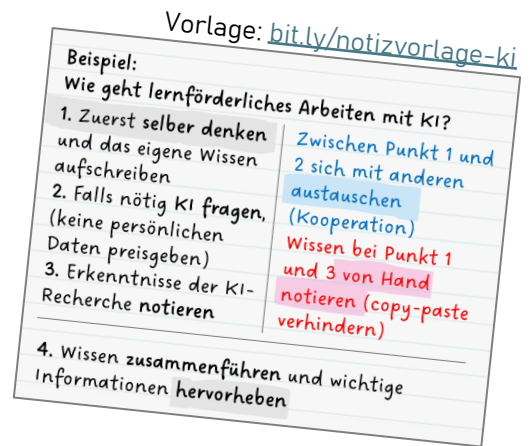 Vorlage: bit.ly/notizvorlage-ki
Beispiel:
Wie geht lernförderliches Arbeiten mit KI?
1. Zuerst selber denken
und das eigene Wissen
aufschreiben
2. Falls nötig KI fragen,
(keine persönlichen
Daten preisgeben)
3. Erkenntnisse der KI-
Recherche notieren
Zwischen Punkt 1 und
2 sich mit anderen
austauschen
(Kooperation)
Wissen bei Punkt 1
und 3 von Hand
notieren (copy-paste
verhindern)
4. Wissen zusammenführen und wichtige
Informationen hervorheben